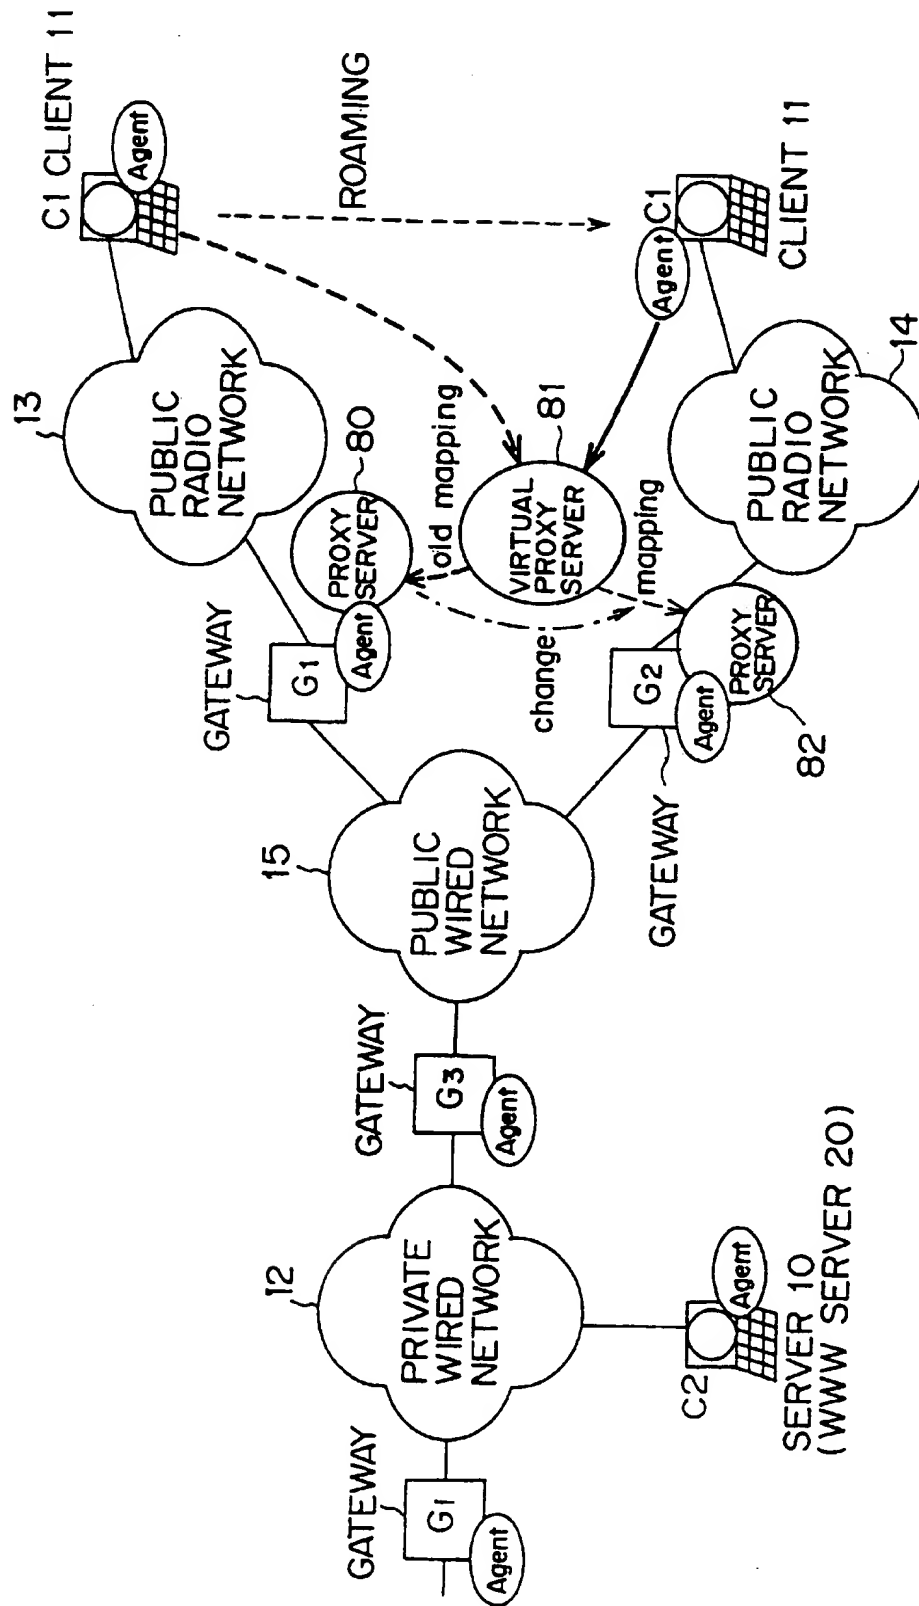 GATEWAY
G1
Agent
12
PRIVATE
WIRED
NETWORK
C2
Agent
SERVER 10
(WWW SERVER 20)
GATEWAY
G3
Agent
15
PUBLIC
WIRED
NETWORK
GATEWAY
G1
Agent
PROXY
SERVER
80
GATEWAY
G2
Agent
PROXY
SERVER
82
change
old mapping
mapping
VIRTUAL
PROXY
SERVER
81
13
PUBLIC
RADIO
NETWORK
14
PUBLIC
RADIO
NETWORK
C1 CLIENT 11
Agent
ROAMING
Agent
C1
CLIENT 11